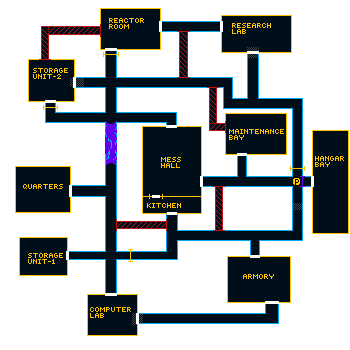 REACTOR
ROOM
RESEARCH
LAB
STORAGE
UNIT-2
MAINTENANCE
BAY
MESS
HALL
HANGAR
BAY
QUARTERS
P
KITCHEN
STORAGE
UNIT-1
ARMORY
COMPUTER
LAB